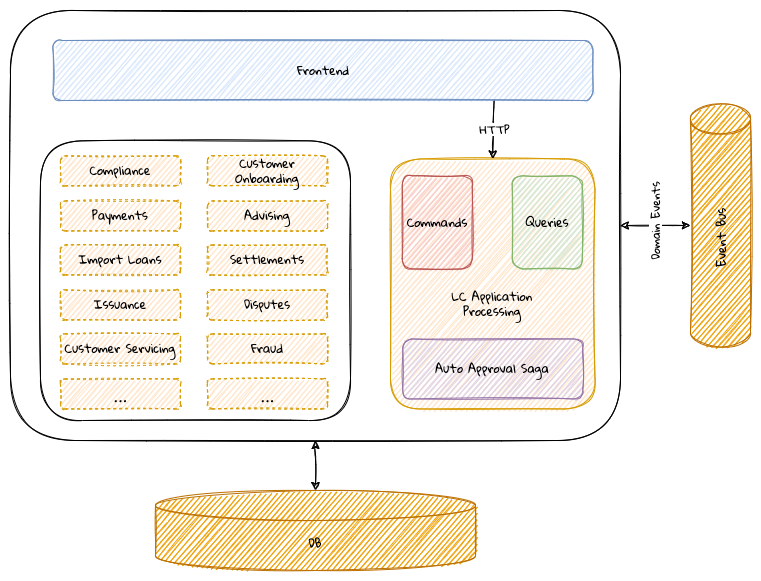 Frontend
HTTP
Compliance
Customer
Onboarding
Payments
Advising
Import Loans
Settlements
Issuance
Disputes
Customer Servicing
Fraud
...
...
Commands
Queries
LC Application
Processing
Auto Approval Saga
Domain Events
Event Bus
DB